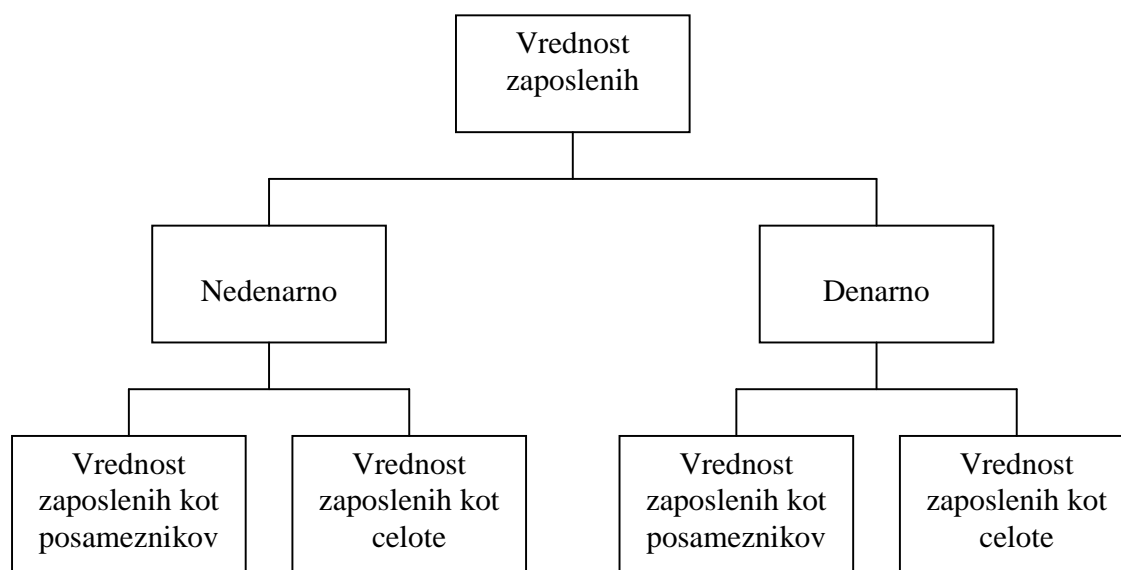 Vrednost
zaposlenih
Nedenarno
Denarno
Vrednost
zaposlenih kot
posameznikov
Vrednost
zaposlenih kot
celote
Vrednost
zaposlenih kot
posameznikov
Vrednost
zaposlenih kot
celote